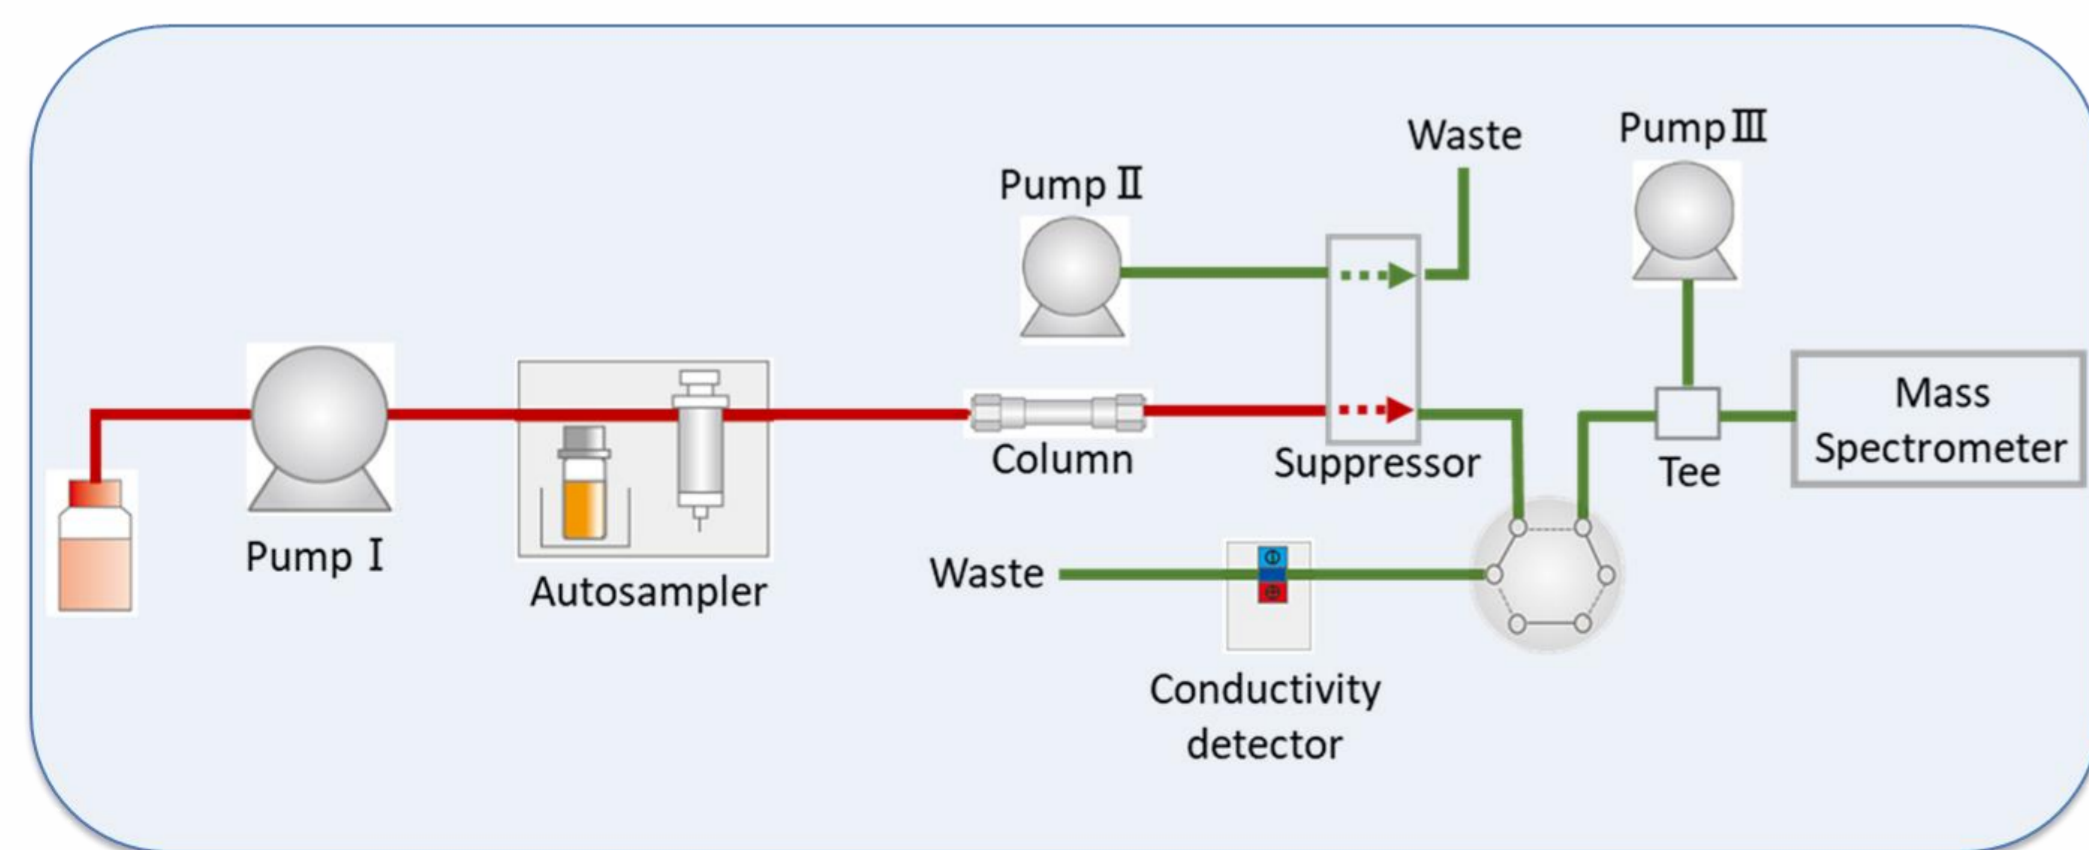 Waste
Pump Ⅲ
Pump Ⅱ
Mass
Spectrometer
Column
Suppressor
Tee
Pump Ⅰ
Autosampler
Waste
Conductivity
detector